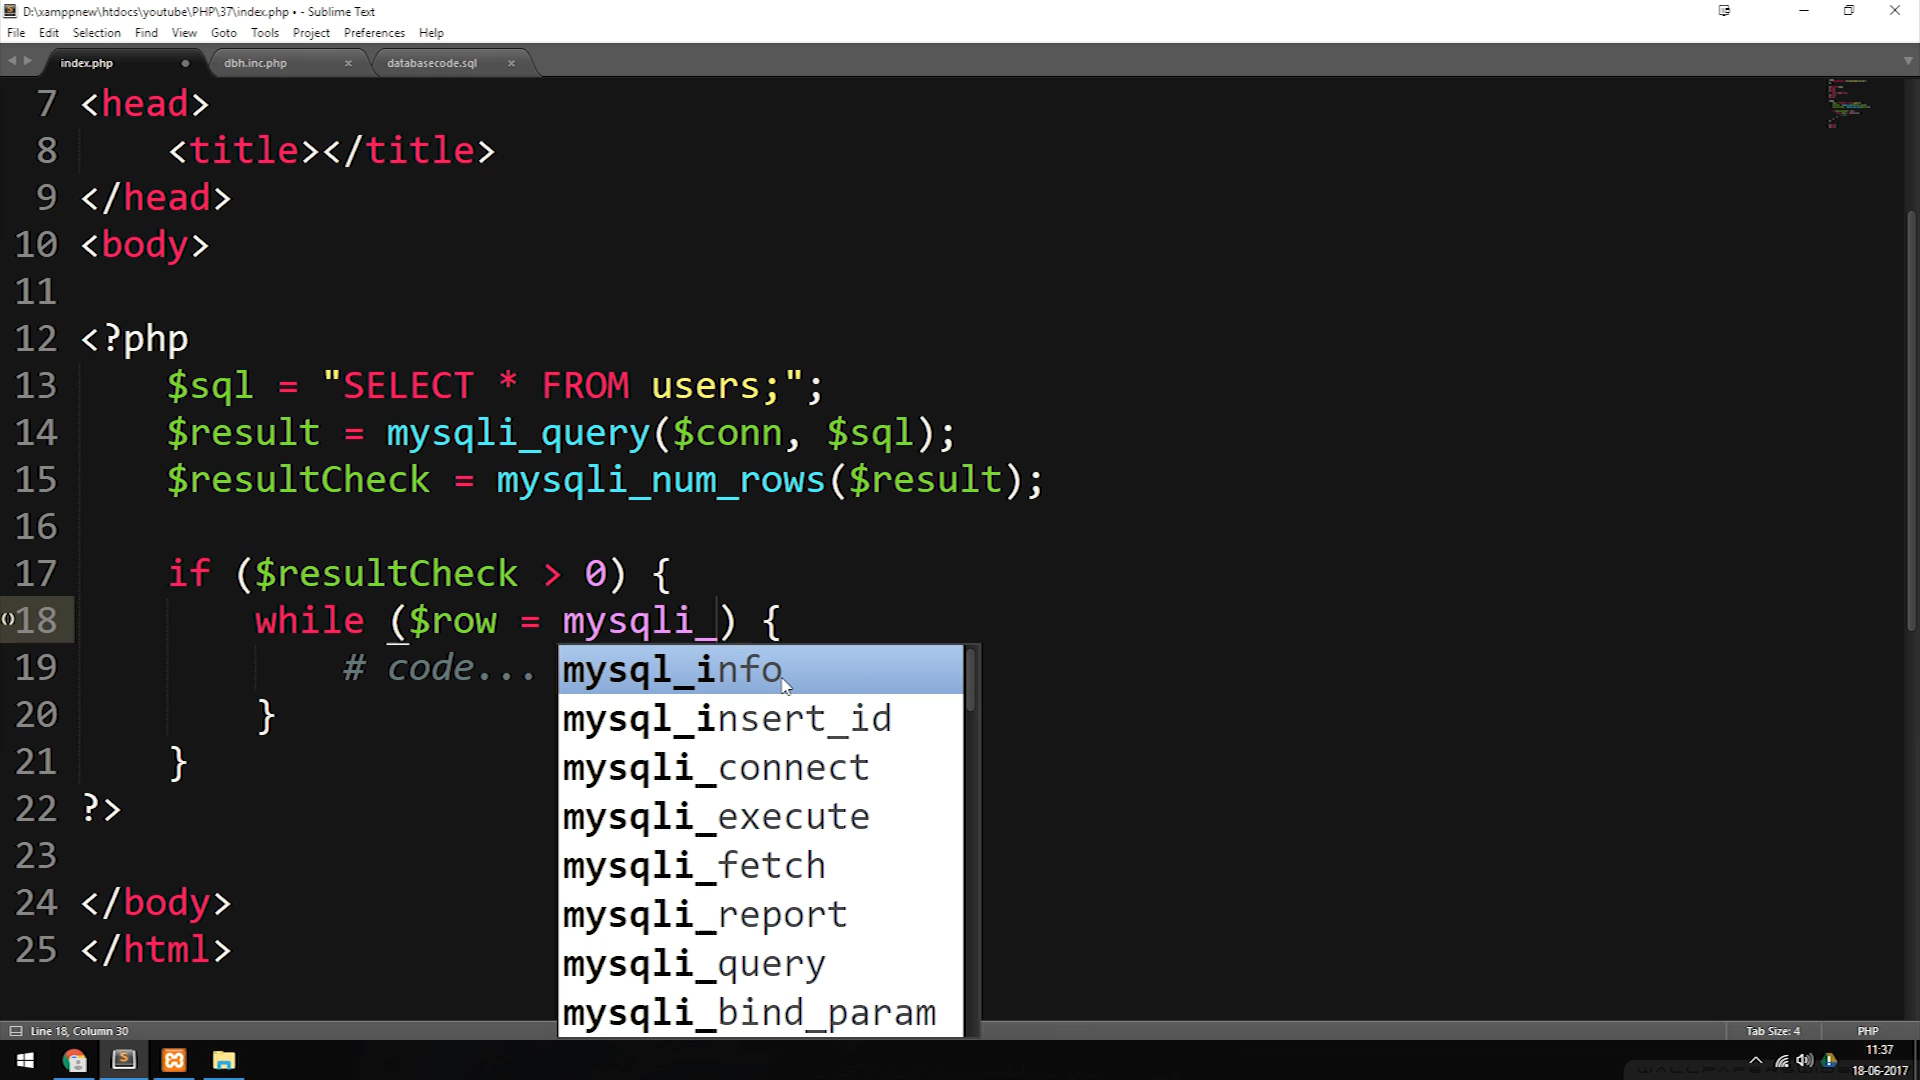 D:\xamppnew\htdocs\youtube\PHP\37\index.php • - Sublime Text
File Edit Selection Find View Goto Tools Project Preferences Help
index.php dbh.inc.php databasecode.sql
7 <head>
8 <title></title>
9 </head>
10 <body>
11
12 <?php
13 $sql = "SELECT * FROM users;";
14 $result = mysqli_query($conn, $sql);
15 $resultCheck = mysqli_num_rows($result);
16
17 if ($resultCheck > 0) {
18 while ($row = mysqli_) {
19 # code...
mysql_info
20 }
mysql_insert_id
21 }
mysqli_connect
22 ?>
mysqli_execute
23
mysqli_fetch
24 </body>
mysqli_report
25 </html>
mysqli_query
mysqli_bind_param
Line 18, Column 30 Tab Size: 4 PHP
11:37
18-06-2017